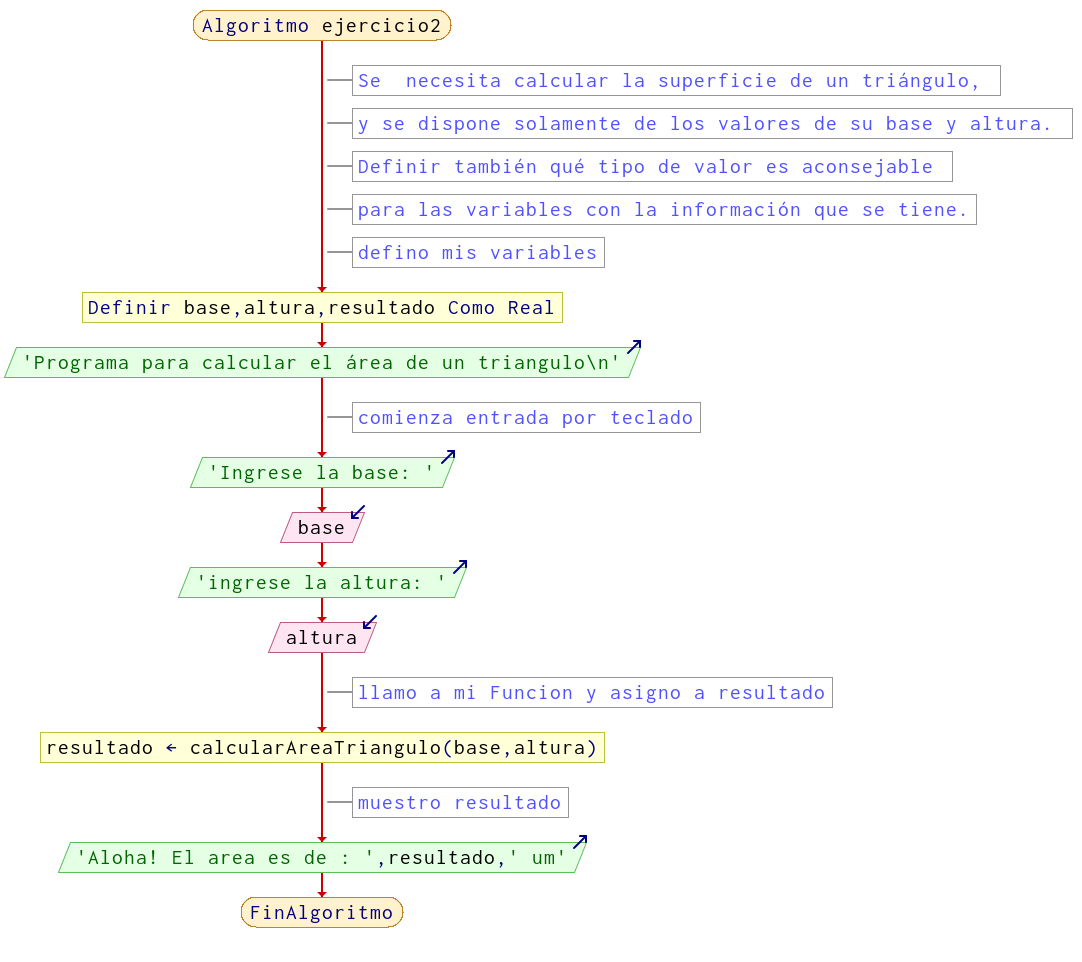 Algoritmo ejercicio2
Se  necesita calcular la superficie de un triángulo,
y se dispone solamente de los valores de su base y altura.
Definir también qué tipo de valor es aconsejable
para las variables con la información que se tiene.
defino mis variables
Definir base,altura,resultado Como Real
'Programa para calcular el área de un triangulo\n'
comienza entrada por teclado
'Ingrese la base: '
base
'ingrese la altura: '
altura
llamo a mi Funcion y asigno a resultado
resultado ← calcularAreaTriangulo(base,altura)
muestro resultado
'Aloha! El area es de : ',resultado,' um'
FinAlgoritmo